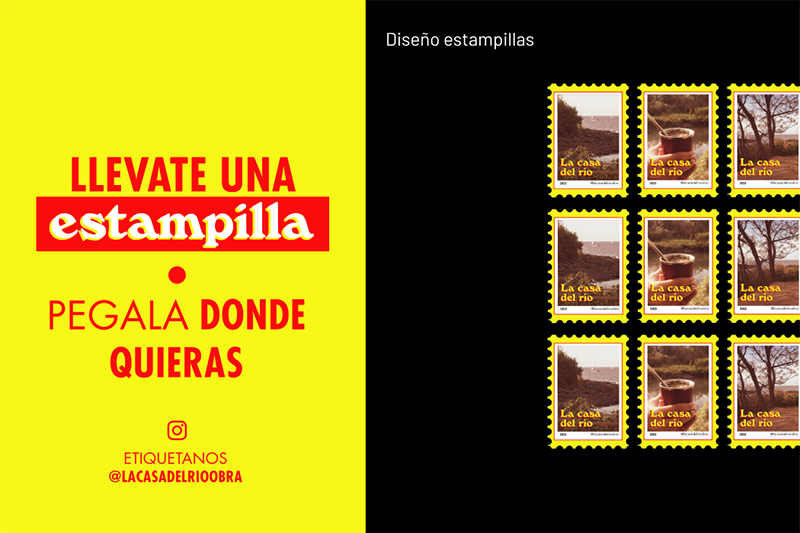 LLEVATE UNA
estampilla
PEGALA DONDE
QUIERAS
ETIQUETANOS
@LACASADELRIOOBRA
Diseño estampillas
La casa
del río
La casa
del río
La casa
del río
La casa
del río
La casa
del río
La casa
del río
La casa
del río
La casa
del río
La casa
del río